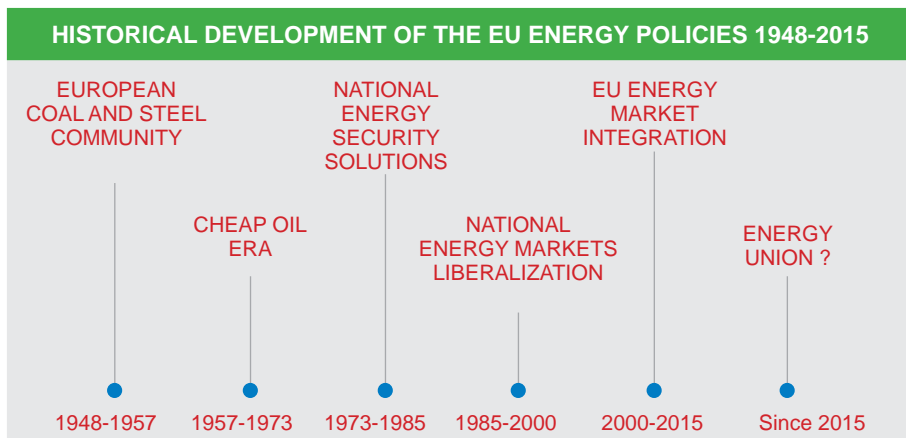 HISTORICAL DEVELOPMENT OF THE EU ENERGY POLICIES 1948-2015
EUROPEAN
COAL AND STEEL
COMMUNITY
CHEAP OIL
ERA
NATIONAL
ENERGY
SECURITY
SOLUTIONS
NATIONAL
ENERGY MARKETS
LIBERALIZATION
EU ENERGY
MARKET
INTEGRATION
ENERGY
UNION ?
1948-1957
1957-1973
1973-1985
1985-2000
2000-2015
Since 2015